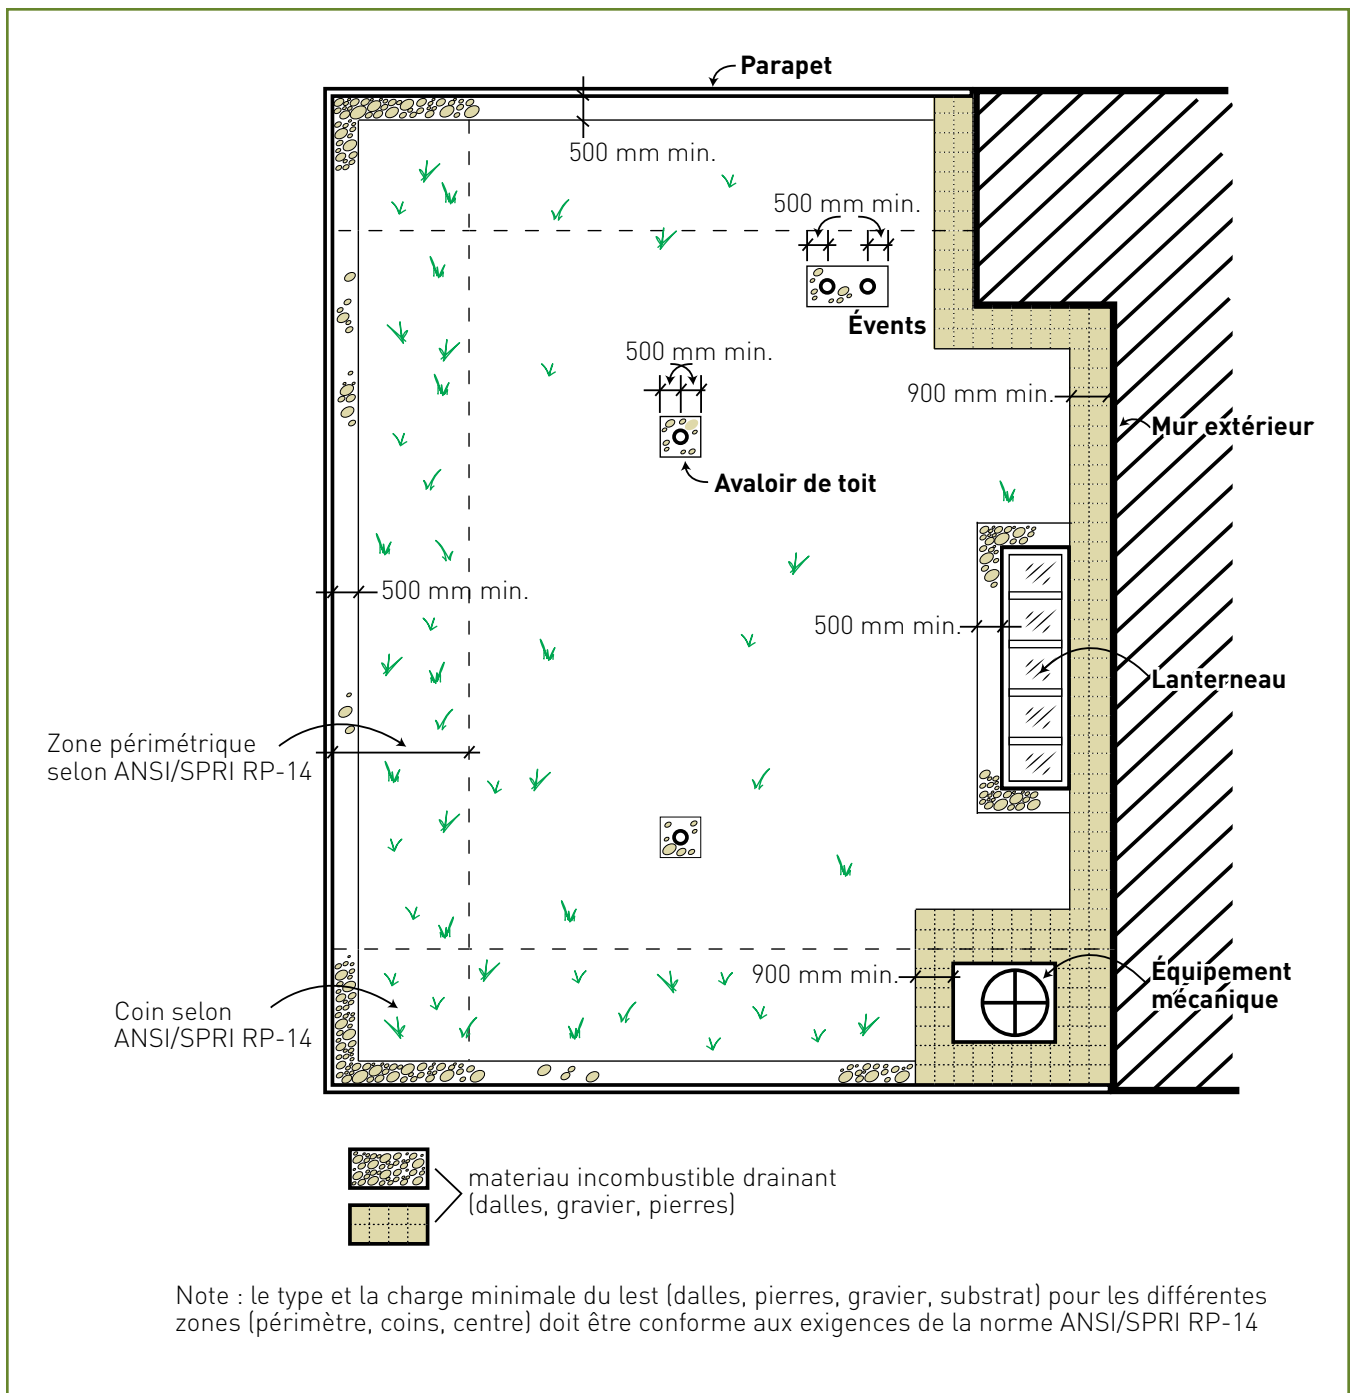 Parapet
500 mm min.
500 mm min.
Évents
500 mm min.
900 mm min.
Mur extérieur
Avaloir de toit
500 mm min.
500 mm min.
Lanterneau
Zone périmétrique
selon ANSI/SPRI RP-14
900 mm min.
Équipement
mécanique
Coin selon
ANSI/SPRI RP-14
materiau incombustible drainant
(dalles, gravier, pierres)
Note : le type et la charge minimale du lest (dalles, pierres, gravier, substrat) pour les différentes
zones (périmètre, coins, centre) doit être conforme aux exigences de la norme ANSI/SPRI RP-14